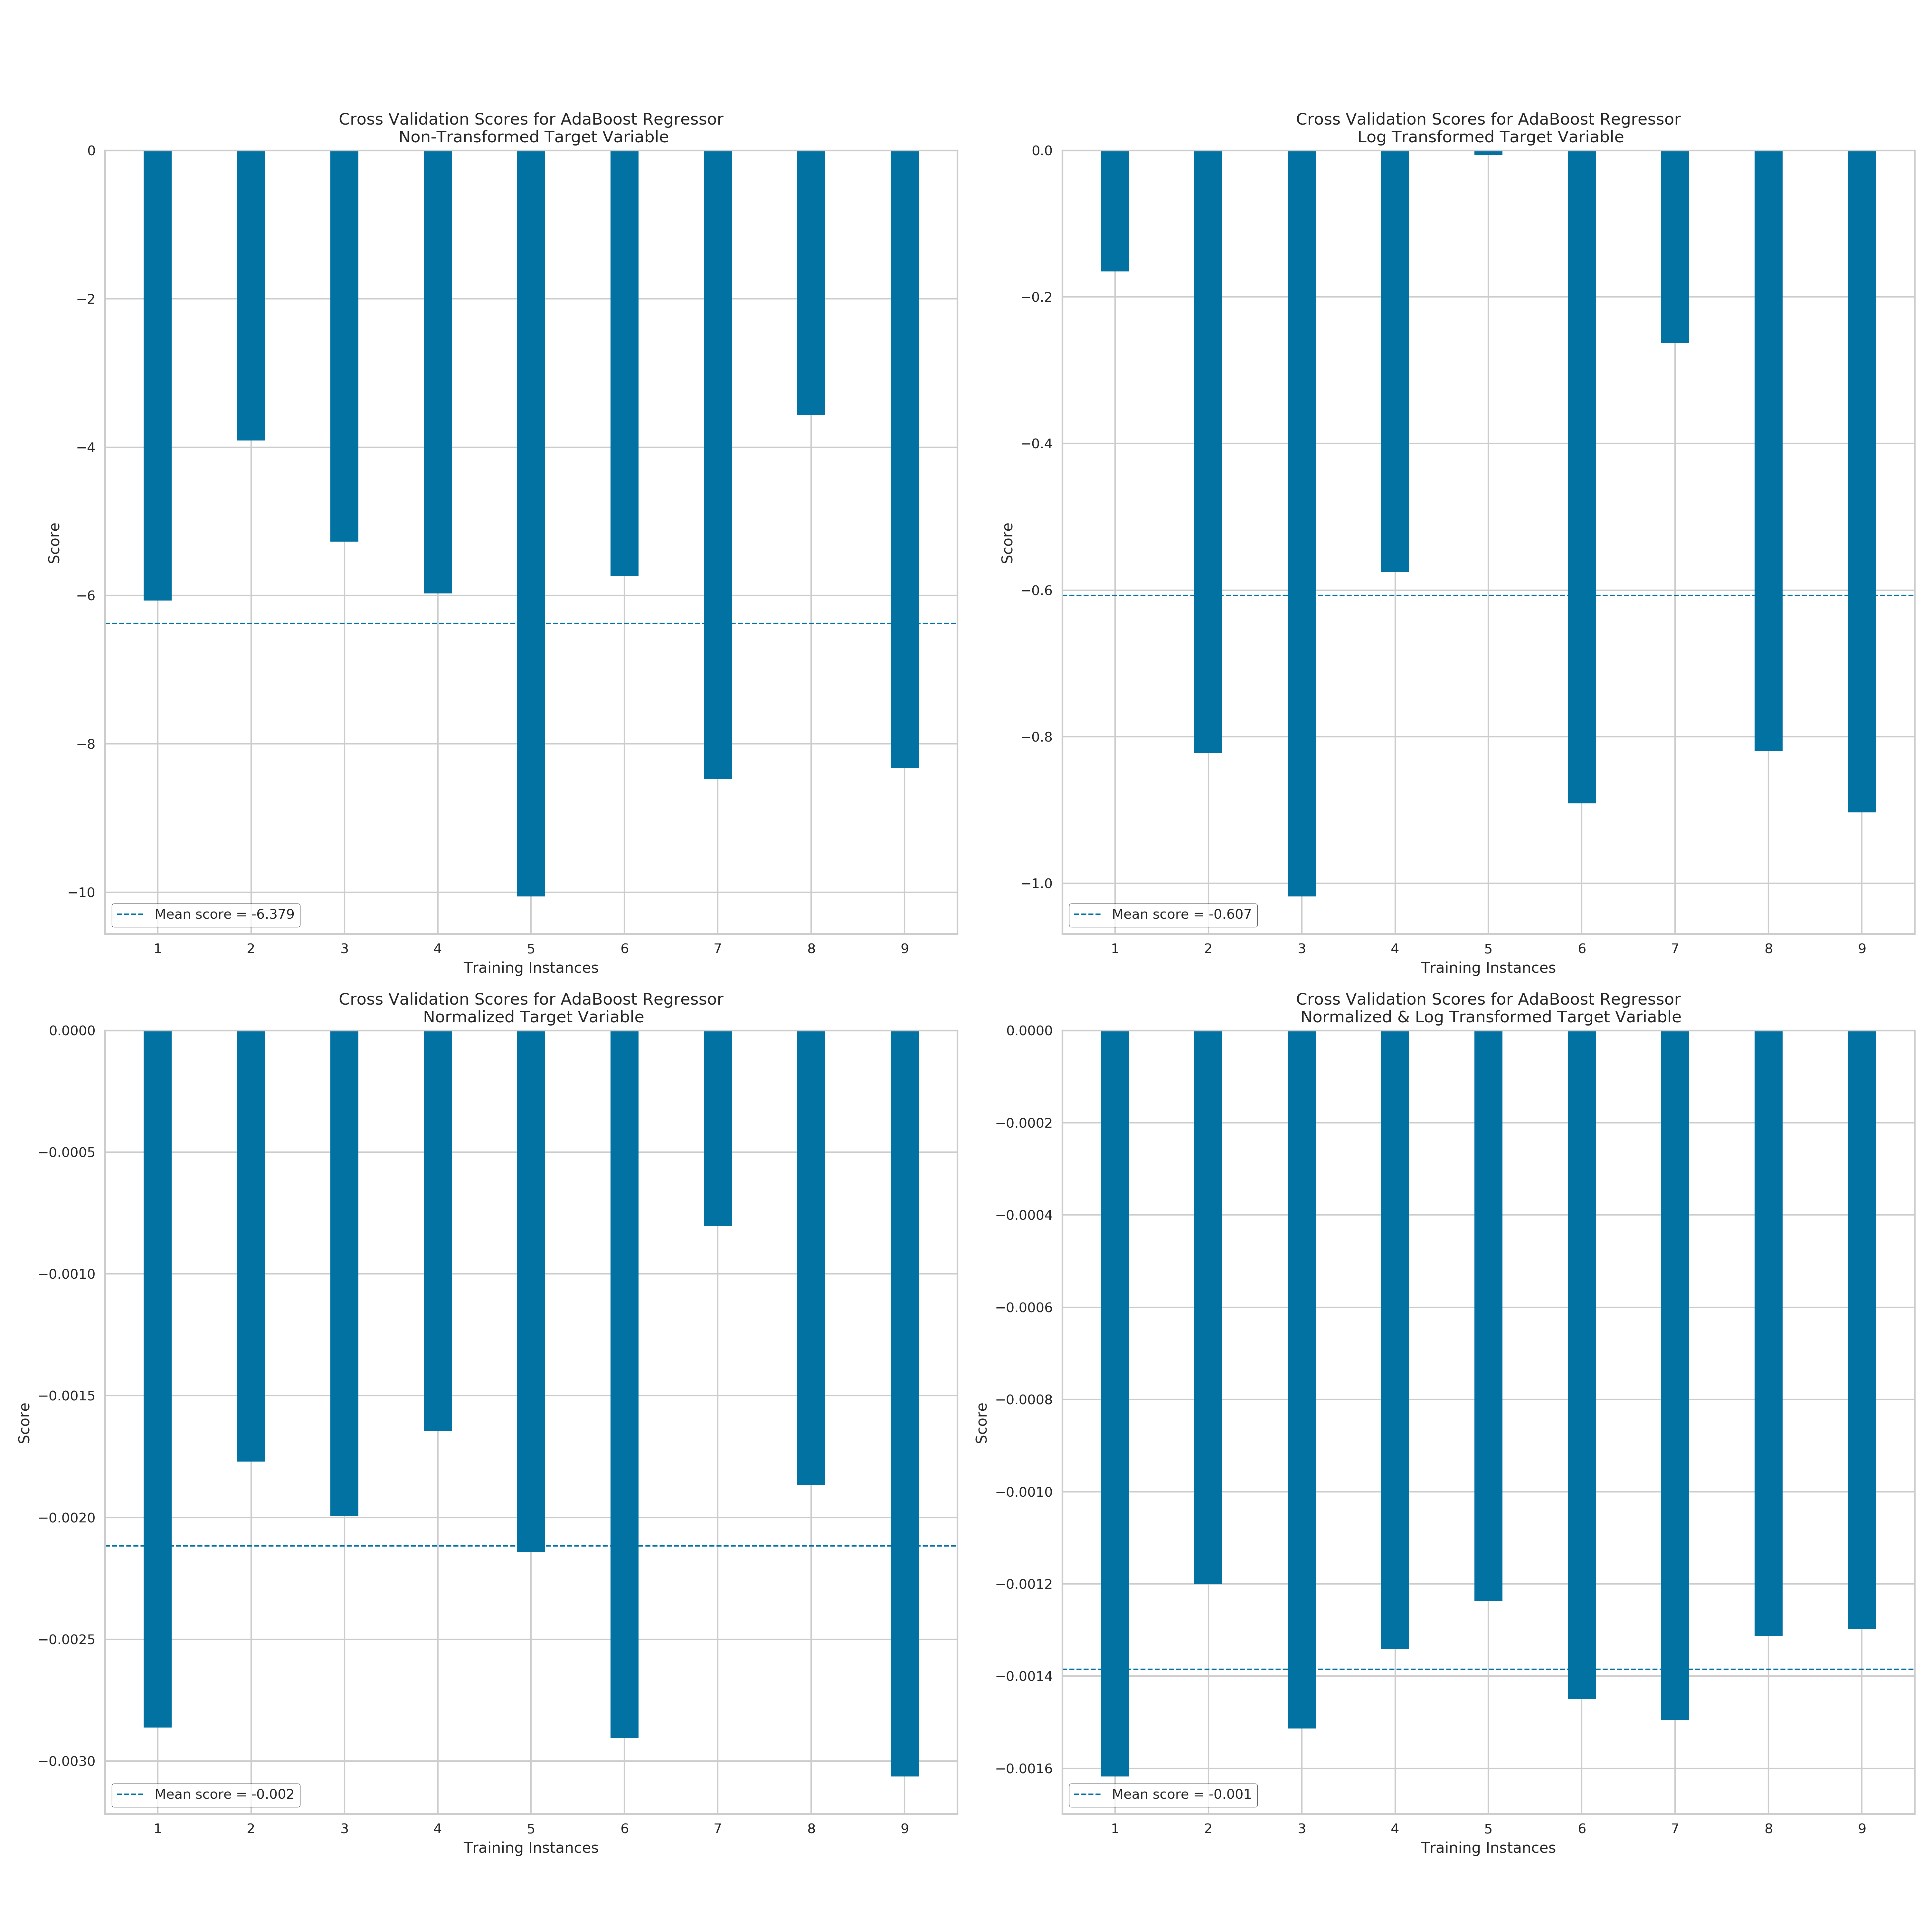 Cross Validation Scores for AdaBoost Regressor
Non-Transformed Target Variable
0
−2
−4
−6
−8
−10
Score
Mean score = -6.379
1 2 3 4 5 6 7 8 9
Training Instances
Cross Validation Scores for AdaBoost Regressor
Log Transformed Target Variable
0.0
−0.2
−0.4
−0.6
−0.8
−1.0
Score
Mean score = -0.607
1 2 3 4 5 6 7 8 9
Training Instances
Cross Validation Scores for AdaBoost Regressor
Normalized Target Variable
0.0000
−0.0005
−0.0010
−0.0015
−0.0020
−0.0025
−0.0030
Score
Mean score = -0.002
1 2 3 4 5 6 7 8 9
Training Instances
Cross Validation Scores for AdaBoost Regressor
Normalized & Log Transformed Target Variable
0.0000
−0.0002
−0.0004
−0.0006
−0.0008
−0.0010
−0.0012
−0.0014
−0.0016
Score
Mean score = -0.001
1 2 3 4 5 6 7 8 9
Training Instances